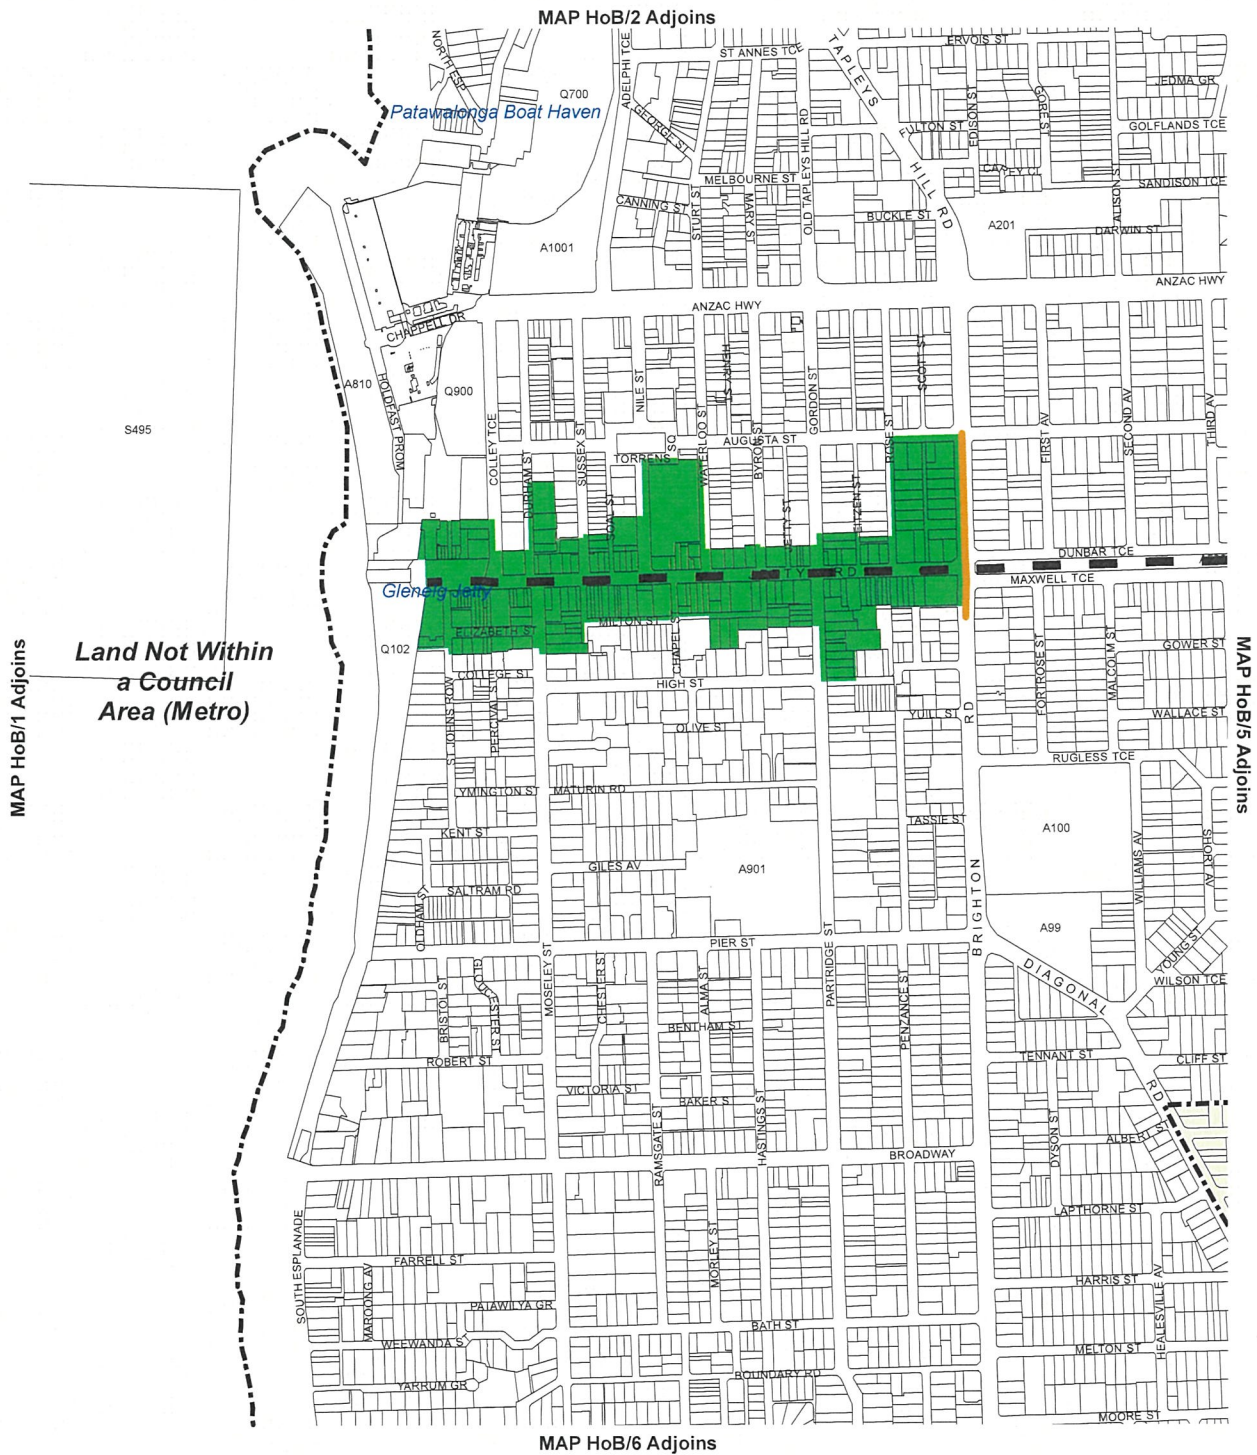 MAP HoB/2 Adjoins
NORTH ESP
Q700
ADELPHI TCE
ST ANNES TCE
TAPLEYS
HILL RD
ERVOIS ST
JEDMA GR
Patawalonga Boat Haven
GEORGE ST
OLD TAPLEYS HILL RD
FULTON ST
EDISON ST
GORE ST
GOLFLANDS TCE
MELBOURNE ST
SANDISON TCE
CANNING ST
STURT ST
MARY ST
BUCKLE ST
A201
ALISON ST
DARWIN ST
A1001
ANZAC HWY
ANZAC HWY
CHAPPELL DR
A810
HOLDFAST PROM
Q900
NILE ST
HENRY ST
GORDON ST
SCOTT ST
S495
COLLEY TCE
SUSSEX ST
TORRENS SQ
AUGUSTA ST
BYRON ST
ROSE ST
FIRST AV
SECOND AV
THIRD AV
DURHAM ST
SOAL ST
DUNBAR TCE
MAXWELL TCE
Glenelg Jetty
MILTON ST
ELIZABETH ST
CHAPEL ST
Q102
COLLEGE ST
HIGH ST
FORTROSE ST
MALCOLM ST
GOWER ST
Land Not Within
a Council
Area (Metro)
MAP HoB/1 Adjoins
MAP HoB/5 Adjoins
ST JOHNS ROW
PERCIVAL ST
OLIVE ST
YUILL ST
RD
WALLACE ST
RUGLESS TCE
YMINGTON ST
MATURIN RD
KENT ST
TASSIE ST
A100
WILLIAMS AV
SHORT AV
GILES AV
A901
SALTRAM RD
OLDHAM ST
BRIGHTON
A99
PIER ST
PARTRIDGE ST
DIAGONAL
RD
YOUNG ST
WILSON TCE
MOSELEY ST
BRISTOL ST
GLOUCESTER ST
CHESTER ST
ALMA ST
PENZANCE ST
BENTHAM ST
ROBERT ST
TENNANT ST
CLIFF ST
VICTORIA ST
BAKER ST
RAMSGATE ST
HASTINGS ST
DYSON ST
BROADWAY
LAPTHORNE ST
SOUTH ESPLANADE
FARRELL ST
MORLEY ST
HARRIS ST
MAROONG AV
PATAWILYA GR
HEALESVILLE AV
WEEWANDA S
BATH ST
MELTON ST
YARRUM GR
BOUNDARY RD
MOORE ST
MAP HoB/6 Adjoins